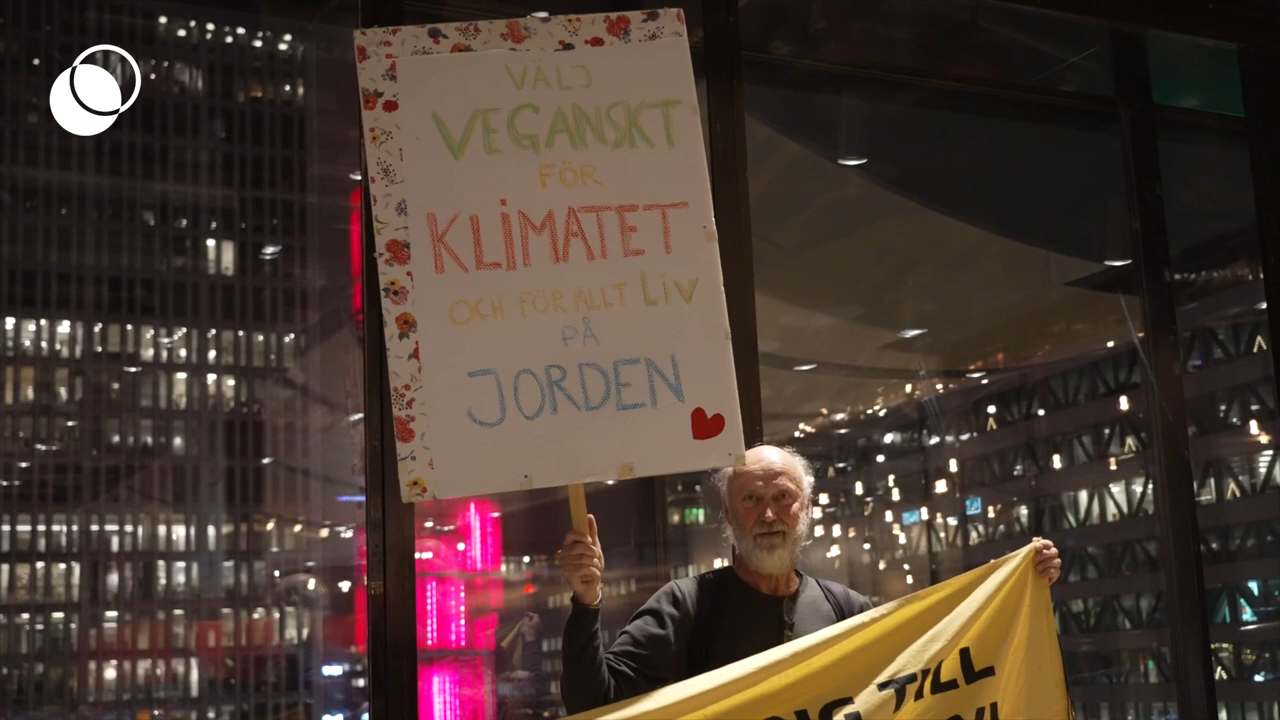 VÄLJ
VEGANSKT
FÖR
KLIMATET
OCH FÖR ALLT LIV
PÅ
JORDEN
TILL